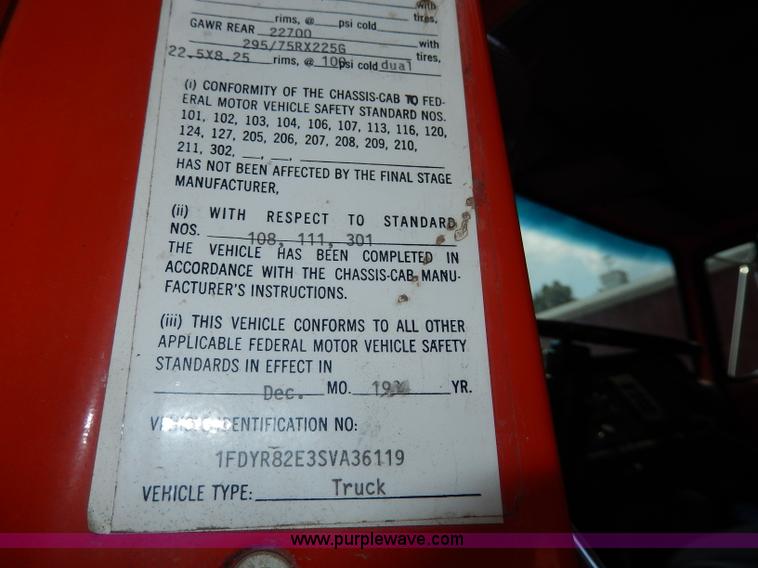 with
rims, @ psi cold tires,
GAWR REAR 22700
295/75RX225G with
22.5X8.25 rims, @ 100psi cold dual tires,
(i) CONFORMITY OF THE CHASSIS-CAB TO FED-
ERAL MOTOR VEHICLE SAFETY STANDARD NOS.
101, 102, 103, 104, 106, 107, 113, 116, 120,
124, 127, 205, 206, 207, 208, 209, 210,
211, 302, __, __,
HAS NOT BEEN AFFECTED BY THE FINAL STAGE
MANUFACTURER,
(ii) WITH RESPECT TO STANDARD
NOS. 108, 111, 301
THE VEHICLE HAS BEEN COMPLETED IN
ACCORDANCE WITH THE CHASSIS-CAB MANU-
FACTURER'S INSTRUCTIONS.
(iii) THIS VEHICLE CONFORMS TO ALL OTHER
APPLICABLE FEDERAL MOTOR VEHICLE SAFETY
STANDARDS IN EFFECT IN
Dec. MO. YR.
VEHICLE IDENTIFICATION NO:
1FDYR82E3SVA36119
VEHICLE TYPE: Truck
www.purplewave.com